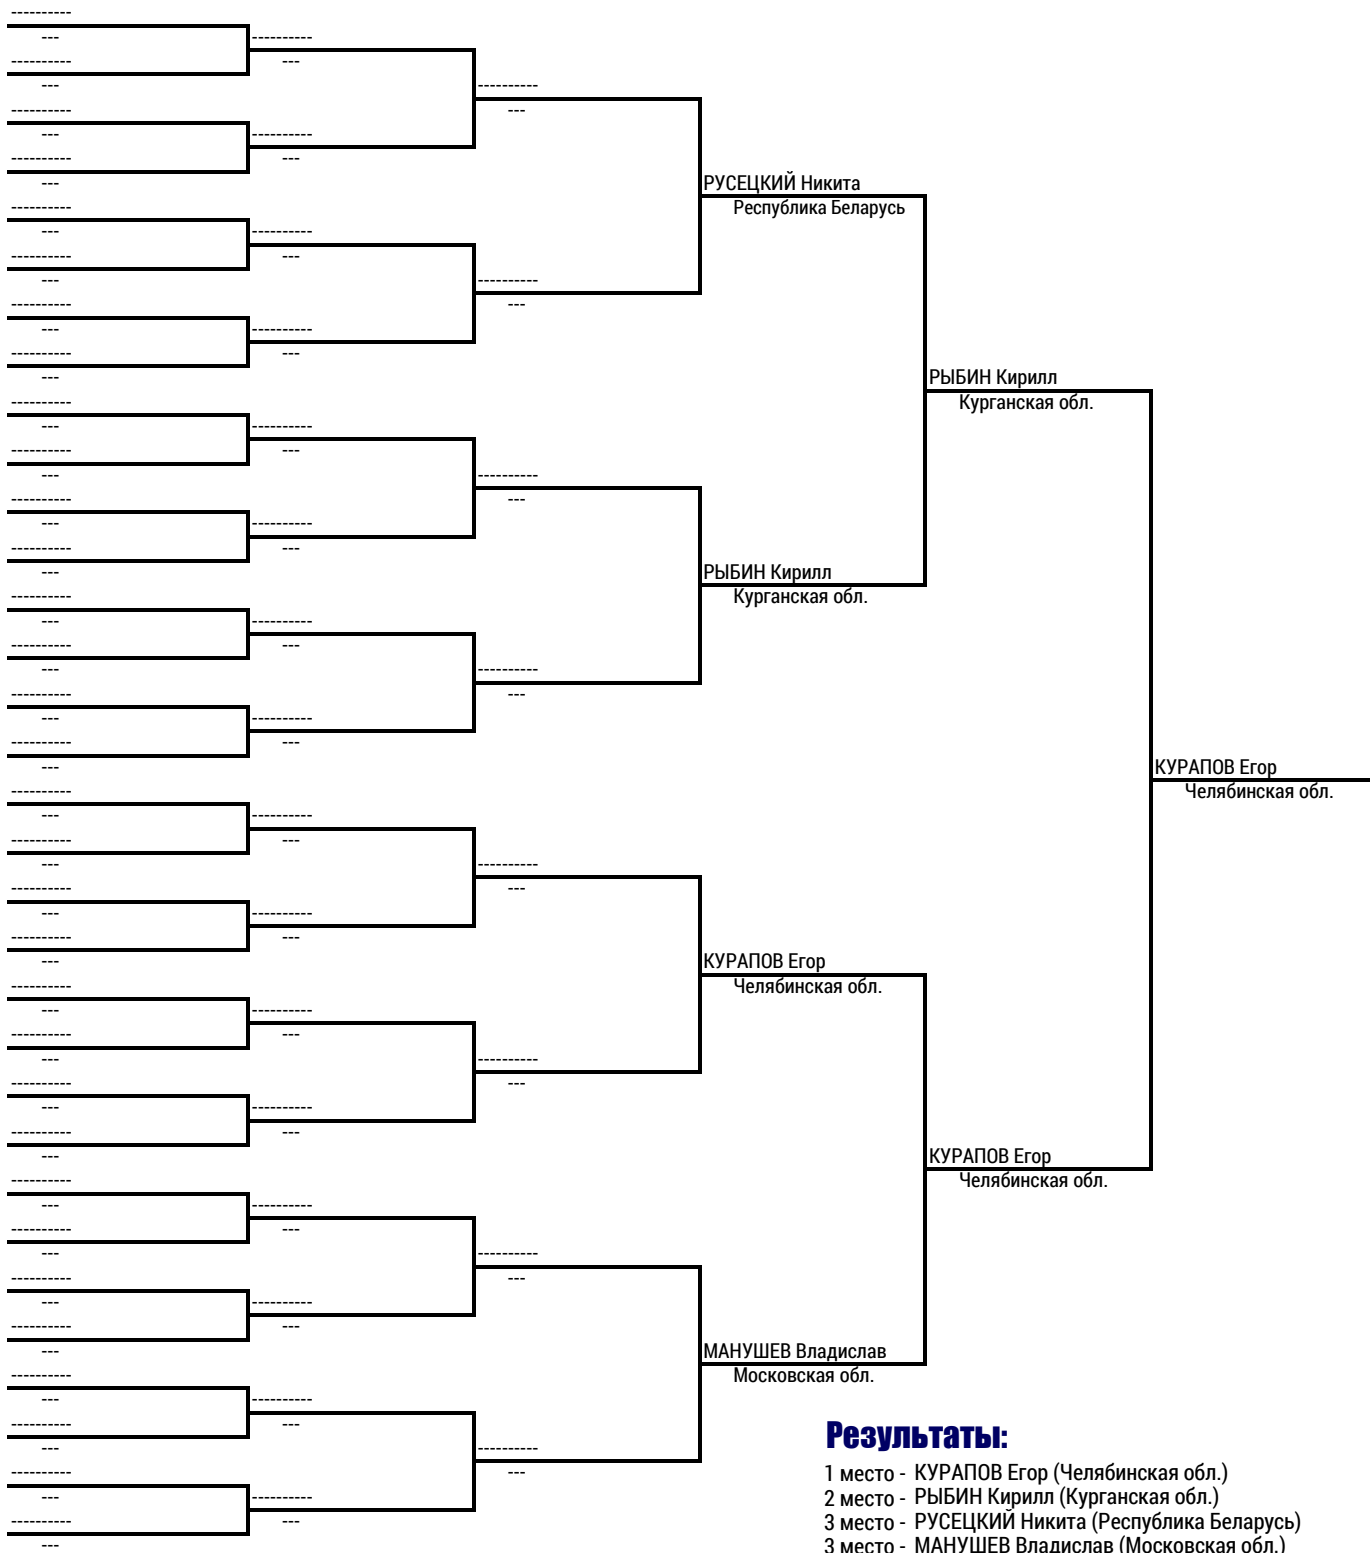 РУСЕЦКИЙ Никита
Республика Беларусь
РЫБИН Кирилл
Курганская обл.
РЫБИН Кирилл
Курганская обл.
КУРАПОВ Егор
Челябинская обл.
КУРАПОВ Егор
Челябинская обл.
КУРАПОВ Егор
Челябинская обл.
МАНУШЕВ Владислав
Московская обл.
Результаты:
1 место - КУРАПОВ Егор (Челябинская обл.)
2 место - РЫБИН Кирилл (Курганская обл.)
3 место - РУСЕЦКИЙ Никита (Республика Беларусь)
3 место - МАНУШЕВ Владислав (Московская обл.)